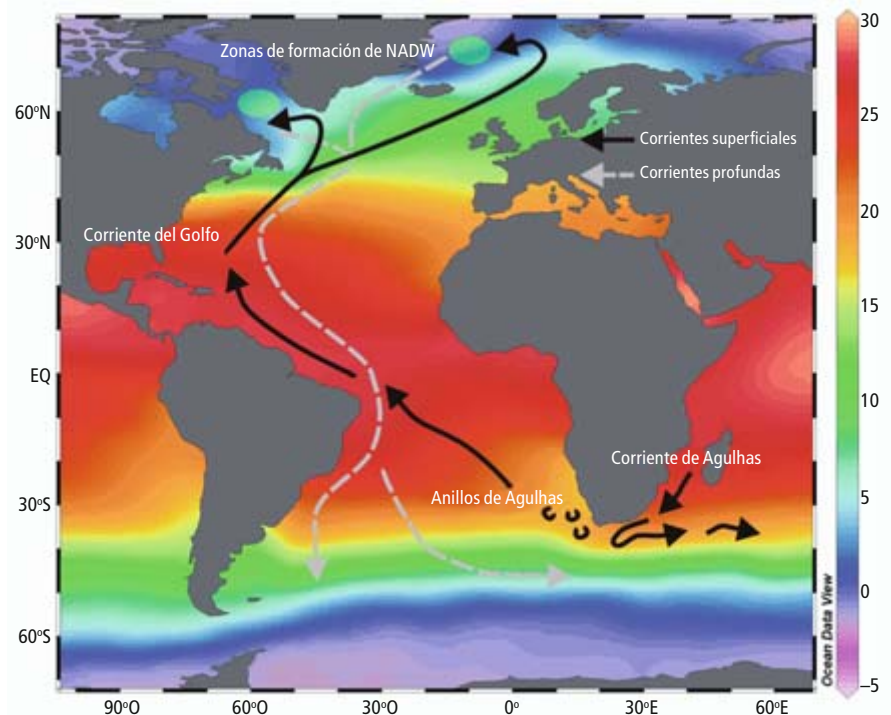 Zonas de formación de NADW
Corrientes superficiales
Corrientes profundas
Corriente del Golfo
Corriente de Agulhas
Anillos de Agulhas
60ºN
30ºN
EQ
30ºS
60ºS
90ºO
60ºO
30ºO
0º
30ºE
60ºE
30
25
20
15
10
5
0
–5
Ocean Data View